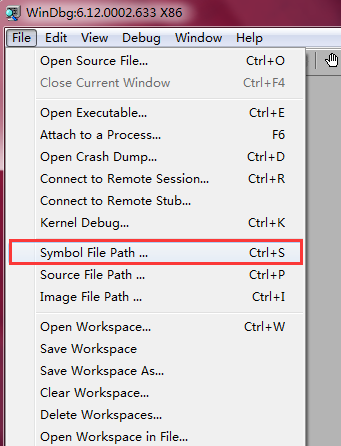 WinDbg:6.12.0002.633 X86
File Edit View Debug Window Help
Open Source File... Ctrl+O
Close Current Window Ctrl+F4
Open Executable... Ctrl+E
Attach to a Process... F6
Open Crash Dump... Ctrl+D
Connect to Remote Session... Ctrl+R
Connect to Remote Stub...
Kernel Debug... Ctrl+K
Symbol File Path ... Ctrl+S
Source File Path ... Ctrl+P
Image File Path ... Ctrl+I
Open Workspace... Ctrl+W
Save Workspace
Save Workspace As...
Clear Workspace...
Delete Workspaces...
Open Workspace in File...